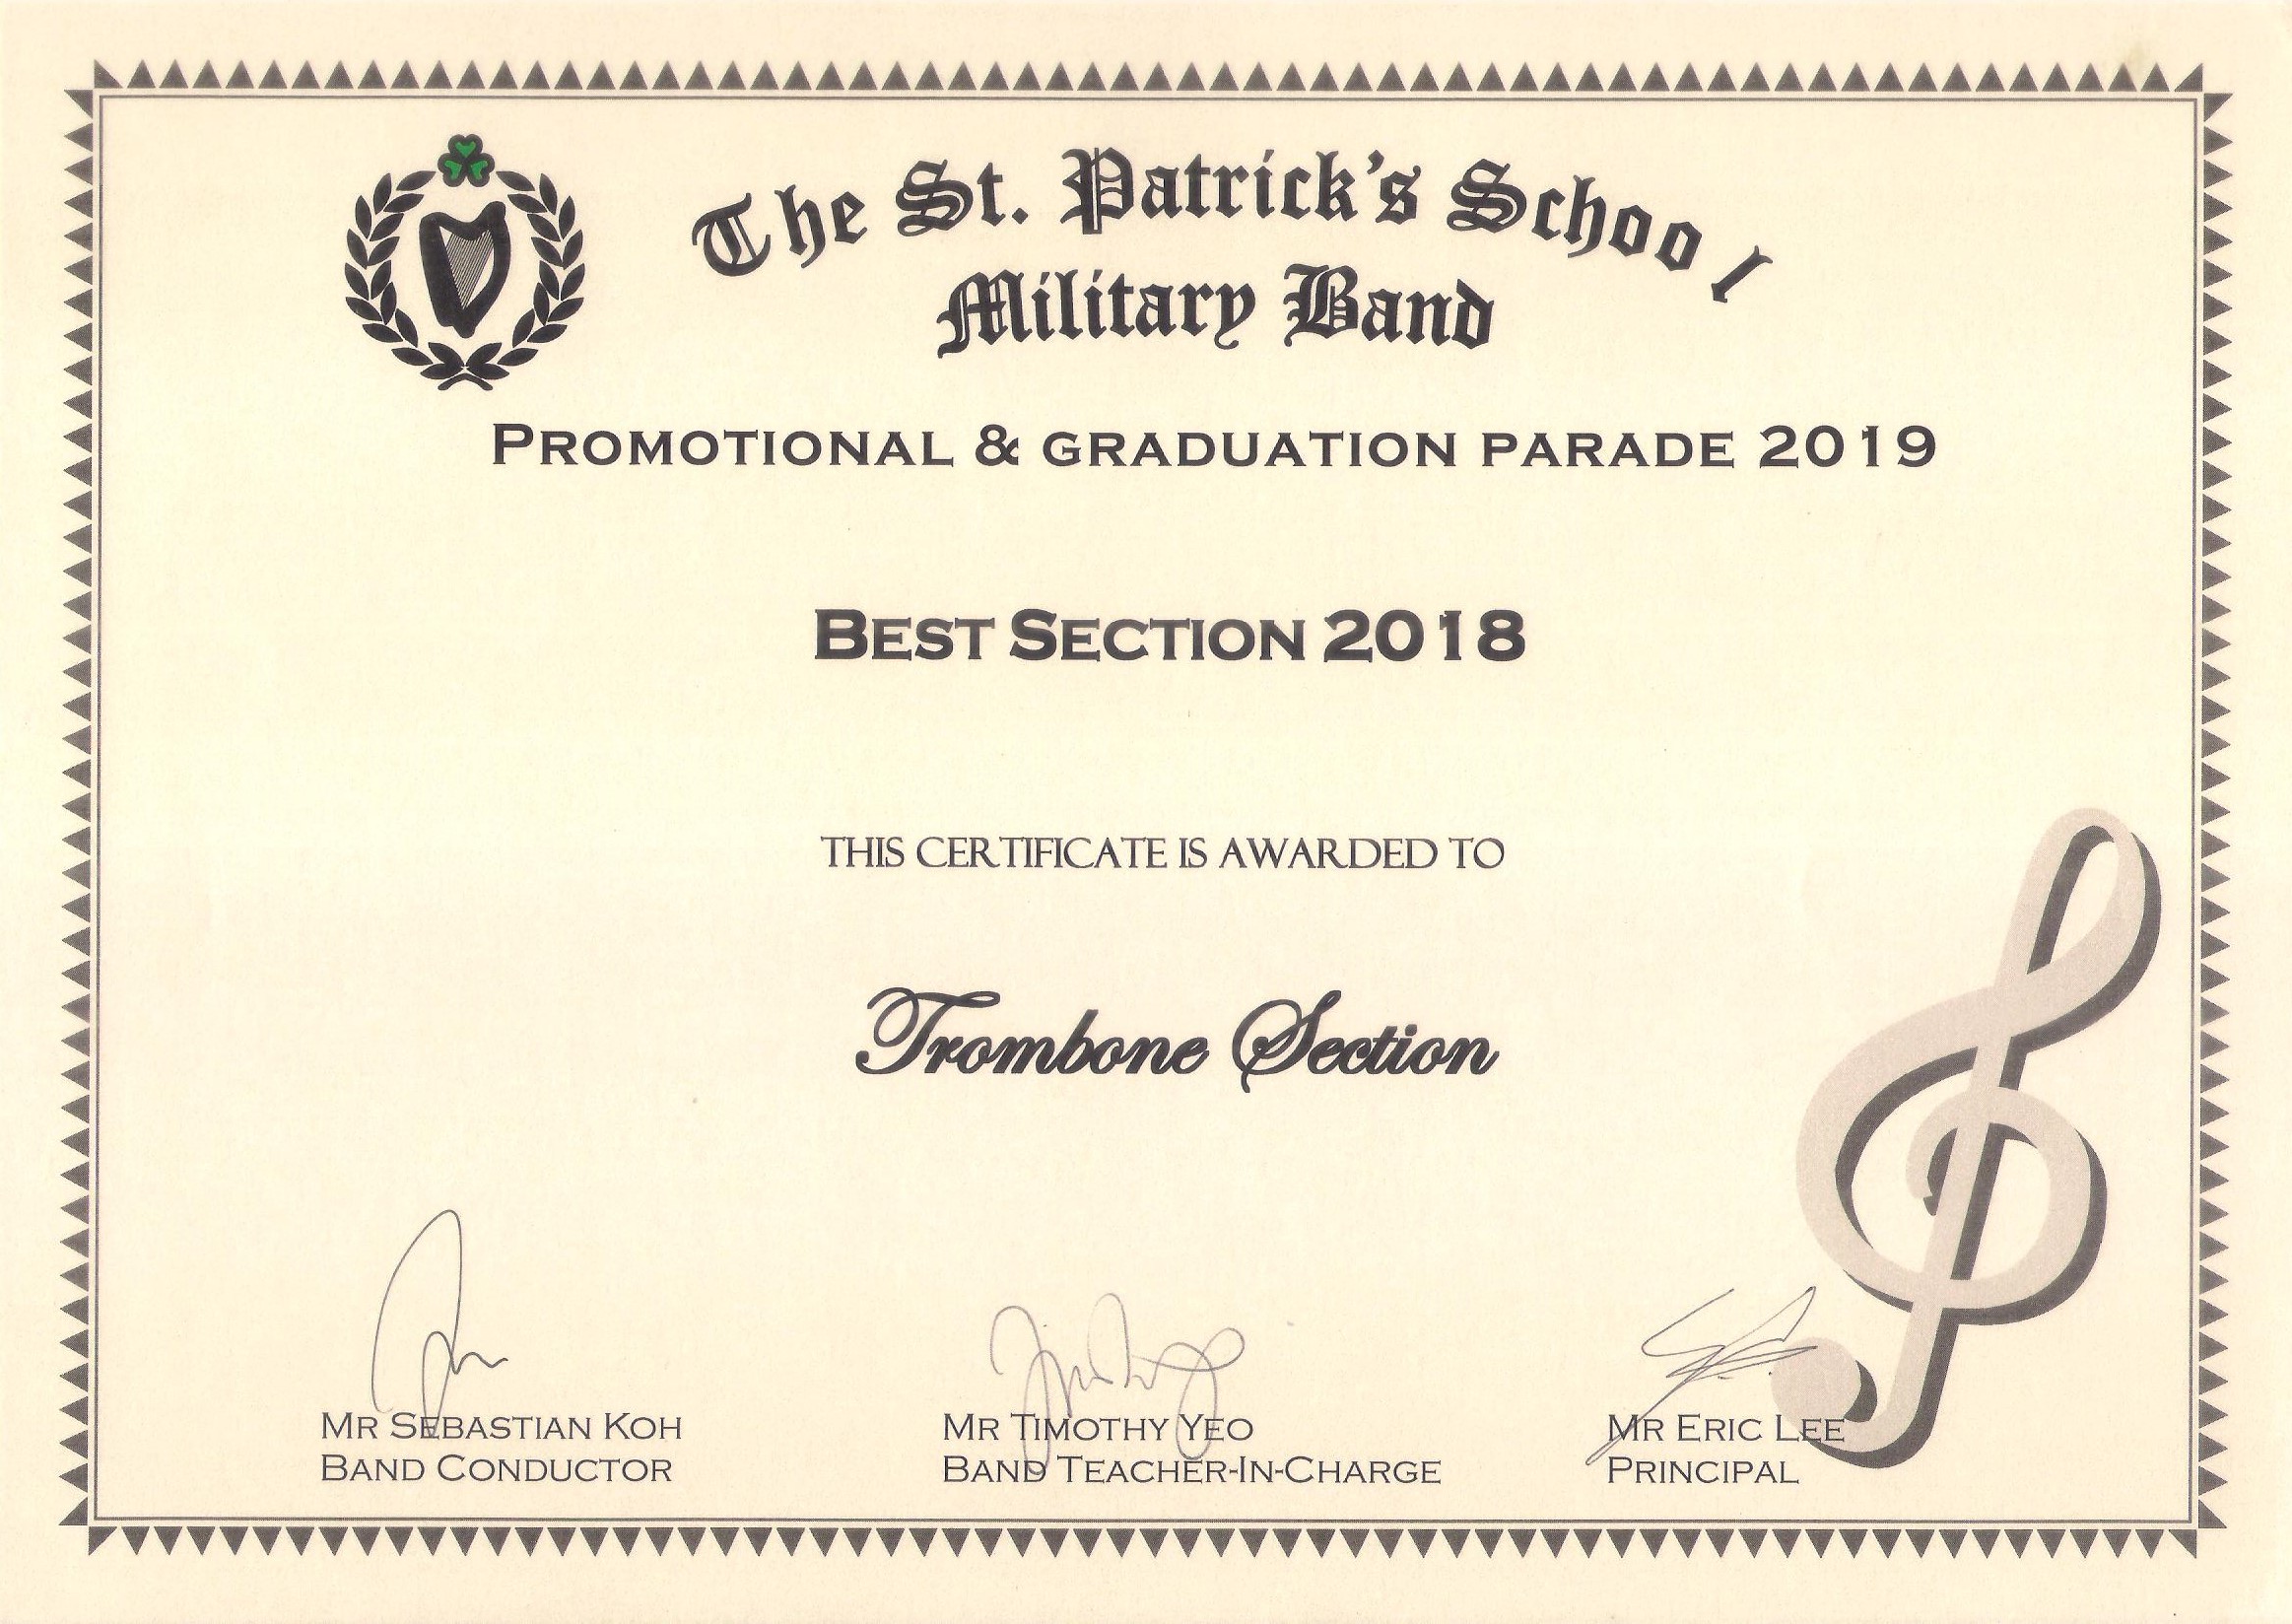 The St. Patrick's School
Military Band
PROMOTIONAL & GRADUATION PARADE 2019
BEST SECTION 2018
THIS CERTIFICATE IS AWARDED TO
Trombone Section
MR SEBASTIAN KOH
BAND CONDUCTOR
MR TIMOTHY YEO
BAND TEACHER-IN-CHARGE
MR ERIC LEE
PRINCIPAL